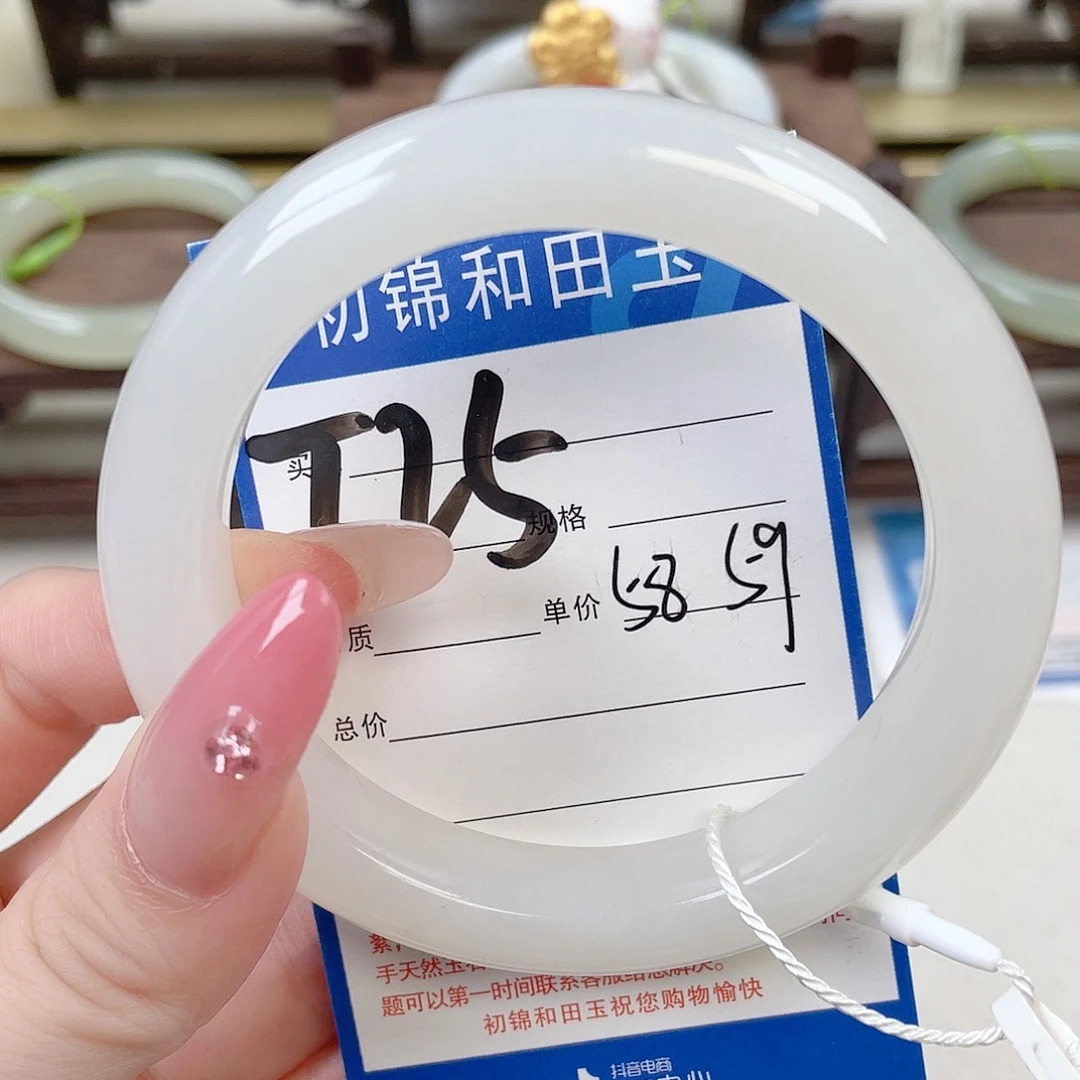 初锦和田玉
买
T75
规格
单价 58 59
质
总价
手天然玉石
题可以第一时间联系客服给您解决。
初锦和田玉祝您购物愉快
抖音电商